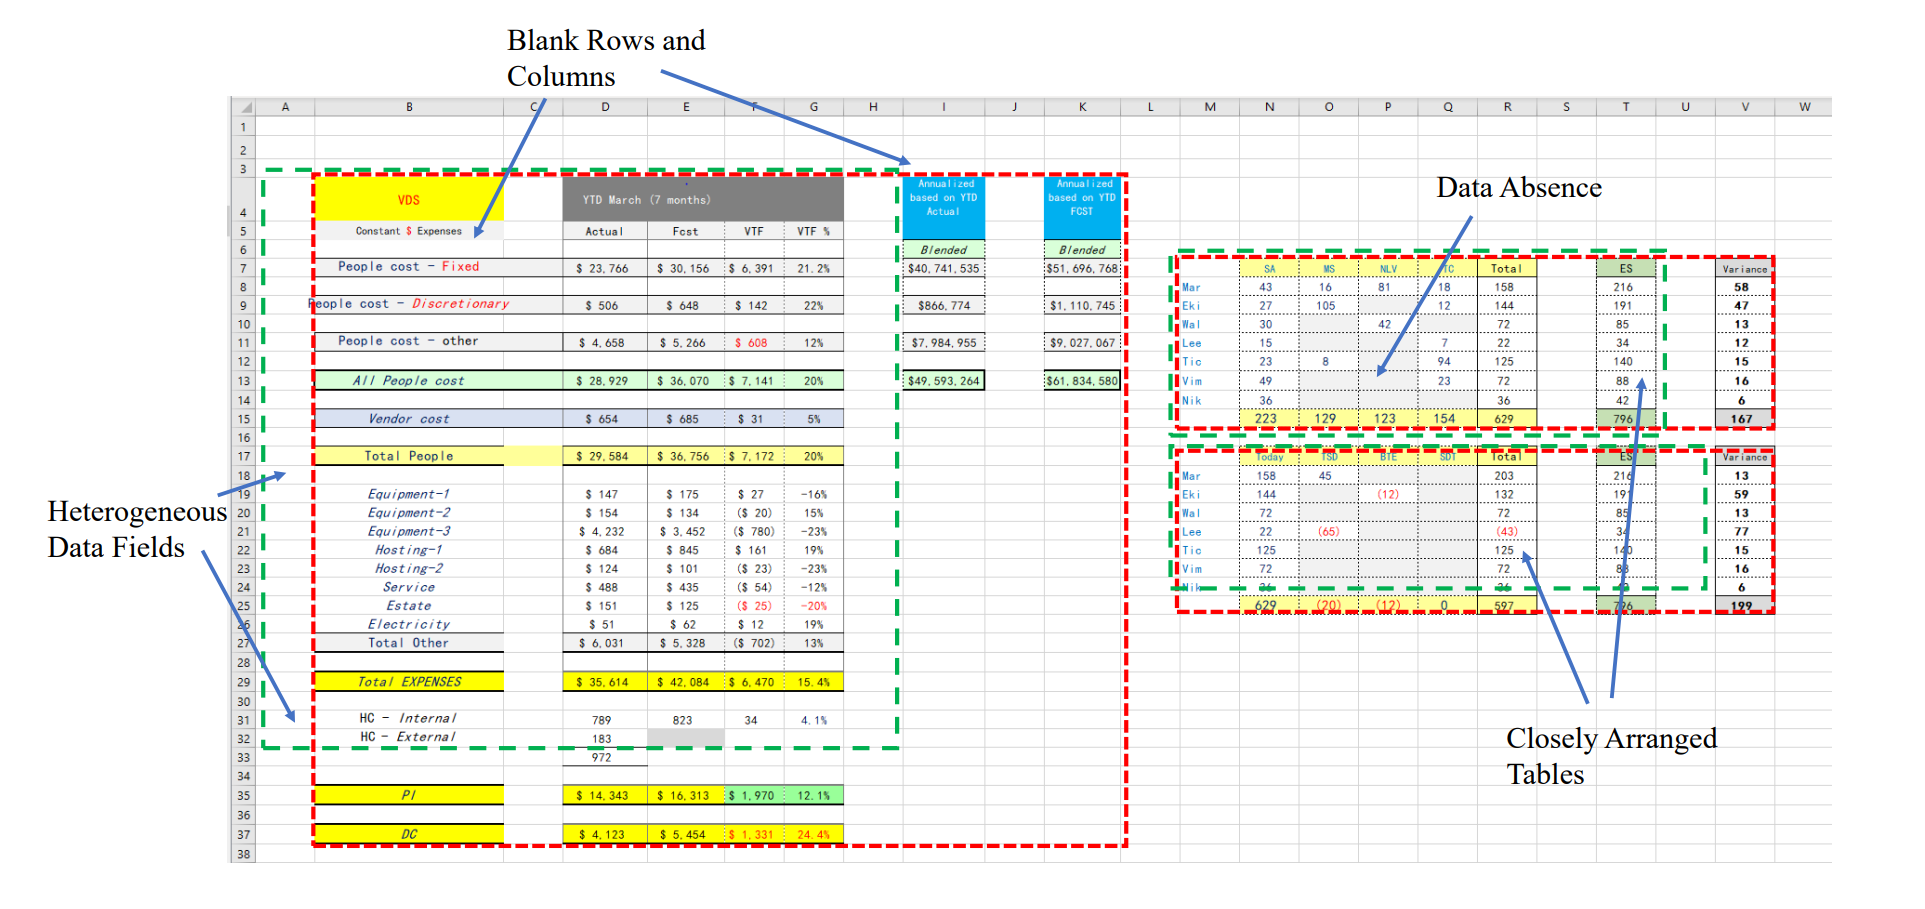 Blank Rows and
Columns
A B C D E F G H I J K L M N O P Q R S T U V W
1
2
3
Data Absence
4 VDS YTD March (7 months) Annualized based on YTD Actual Annualized based on YTD FCST
5 Constant $ Expenses Actual Fcst VTF VTF %
6 Blended Blended
7 People cost - Fixed $ 23,766 $ 30,156 $ 6,391 21.2% $40,741,535 $51,696,768 SA MS NLV TC Total ES Variance
8 Mar 43 16 81 18 158 216 58
9 People cost - Discretionary $ 506 $ 648 $ 142 22% $866,774 $1,110,745 Eki 27 105 12 144 191 47
10 Wal 30 42 72 85 13
11 People cost - other $ 4,658 $ 5,266 $ 608 12% $7,984,955 $9,027,067 Lee 15 7 22 34 12
12 Tic 23 8 94 125 140 15
13 All People cost $ 28,929 $ 36,070 $ 7,141 20% $49,593,264 $61,834,580 Vim 49 23 72 88 16
14 Nik 36 36 42 6
15 Vendor cost $ 654 $ 685 $ 31 5% 223 129 123 154 629 796 167
16
17 Total People $ 29,584 $ 36,756 $ 7,172 20% Today TSD BTE SDT Total ES Variance
18 Mar 158 45 203 216 13
19 Equipment-1 $ 147 $ 175 $ 27 -16% Eki 144 (12) 132 191 59
20 Equipment-2 $ 154 $ 134 ($ 20) 15% Wal 72 72 85 13
21 Equipment-3 $ 4,232 $ 3,452 ($ 780) -23% Lee 22 (65) (43) 34 77
22 Hosting-1 $ 684 $ 845 $ 161 19% Tic 125 125 140 15
23 Hosting-2 $ 124 $ 101 ($ 23) -23% Vim 72 72 88 16
24 Service $ 488 $ 435 ($ 54) -12% Nik 36 36 6
25 Estate $ 151 $ 125 ($ 25) -20% 629 (20) (12) 0 597 796 199
26 Electricity $ 51 $ 62 $ 12 19%
27 Total Other $ 6,031 $ 5,328 ($ 702) 13%
28
29 Total EXPENSES $ 35,614 $ 42,084 $ 6,470 15.4%
30
31 HC - Internal 789 823 34 4.1%
32 HC - External 183
33 972
34
35 PI $ 14,343 $ 16,313 $ 1,970 12.1%
36
37 DC $ 4,123 $ 5,454 $ 1,331 24.4%
38
Heterogeneous
Data Fields
Closely Arranged
Tables